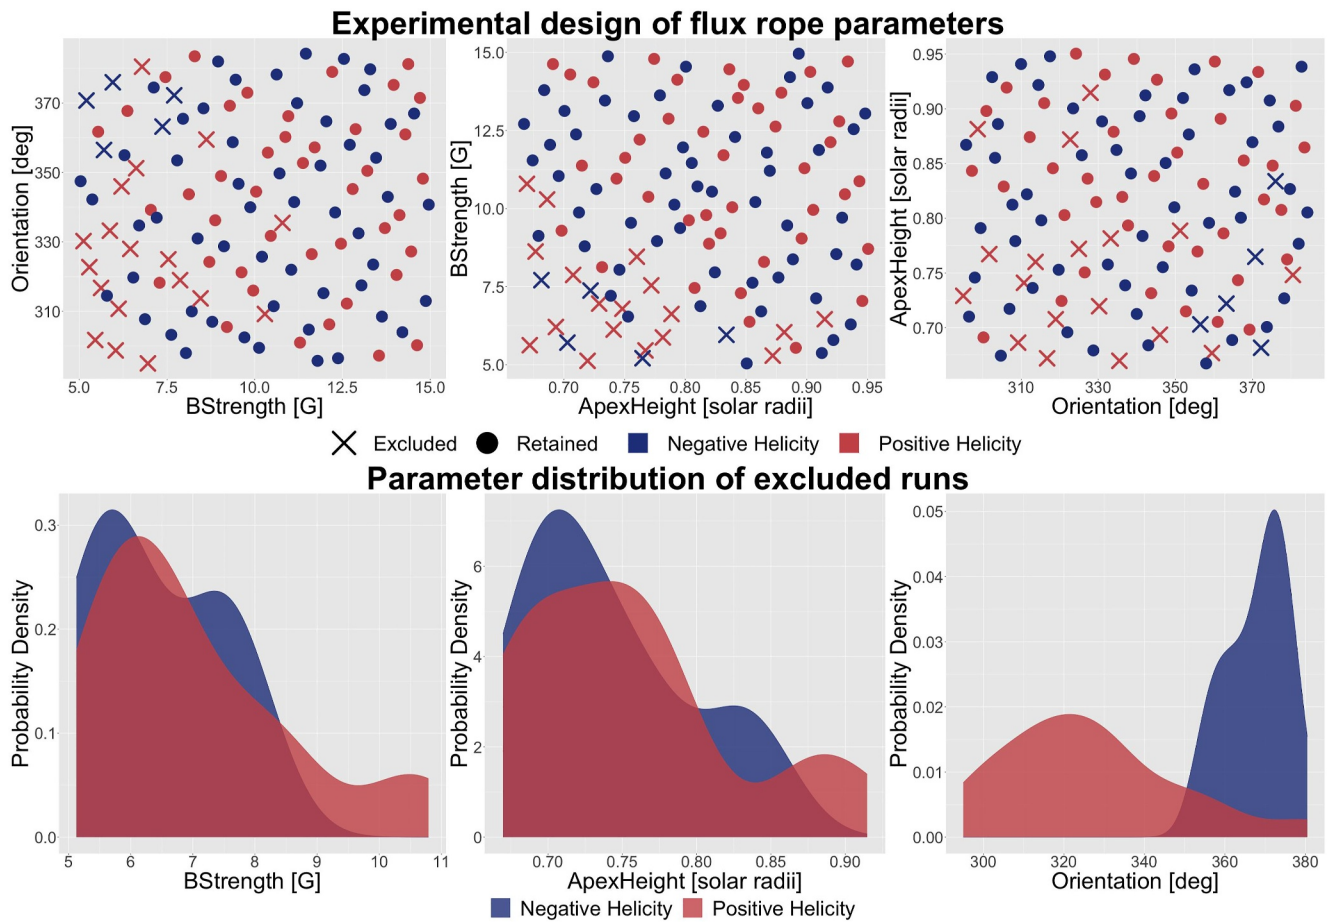 Experimental design of flux rope parameters
Orientation [deg]
370
350
330
310
5.0 7.5 10.0 12.5 15.0
BStrength [G]
BStrength [G]
15.0
12.5
10.0
7.5
5.0
0.70 0.75 0.80 0.85 0.90 0.95
ApexHeight [solar radii]
ApexHeight [solar radii]
0.95
0.90
0.85
0.80
0.75
0.70
310 330 350 370
Orientation [deg]
Excluded Retained Negative Helicity Positive Helicity
Parameter distribution of excluded runs
Probability Density
0.3
0.2
0.1
0.0
5 6 7 8 9 10 11
BStrength [G]
Probability Density
6
4
2
0
0.70 0.75 0.80 0.85 0.90
ApexHeight [solar radii]
Probability Density
0.05
0.04
0.03
0.02
0.01
0.00
300 320 340 360 380
Orientation [deg]
Negative Helicity Positive Helicity